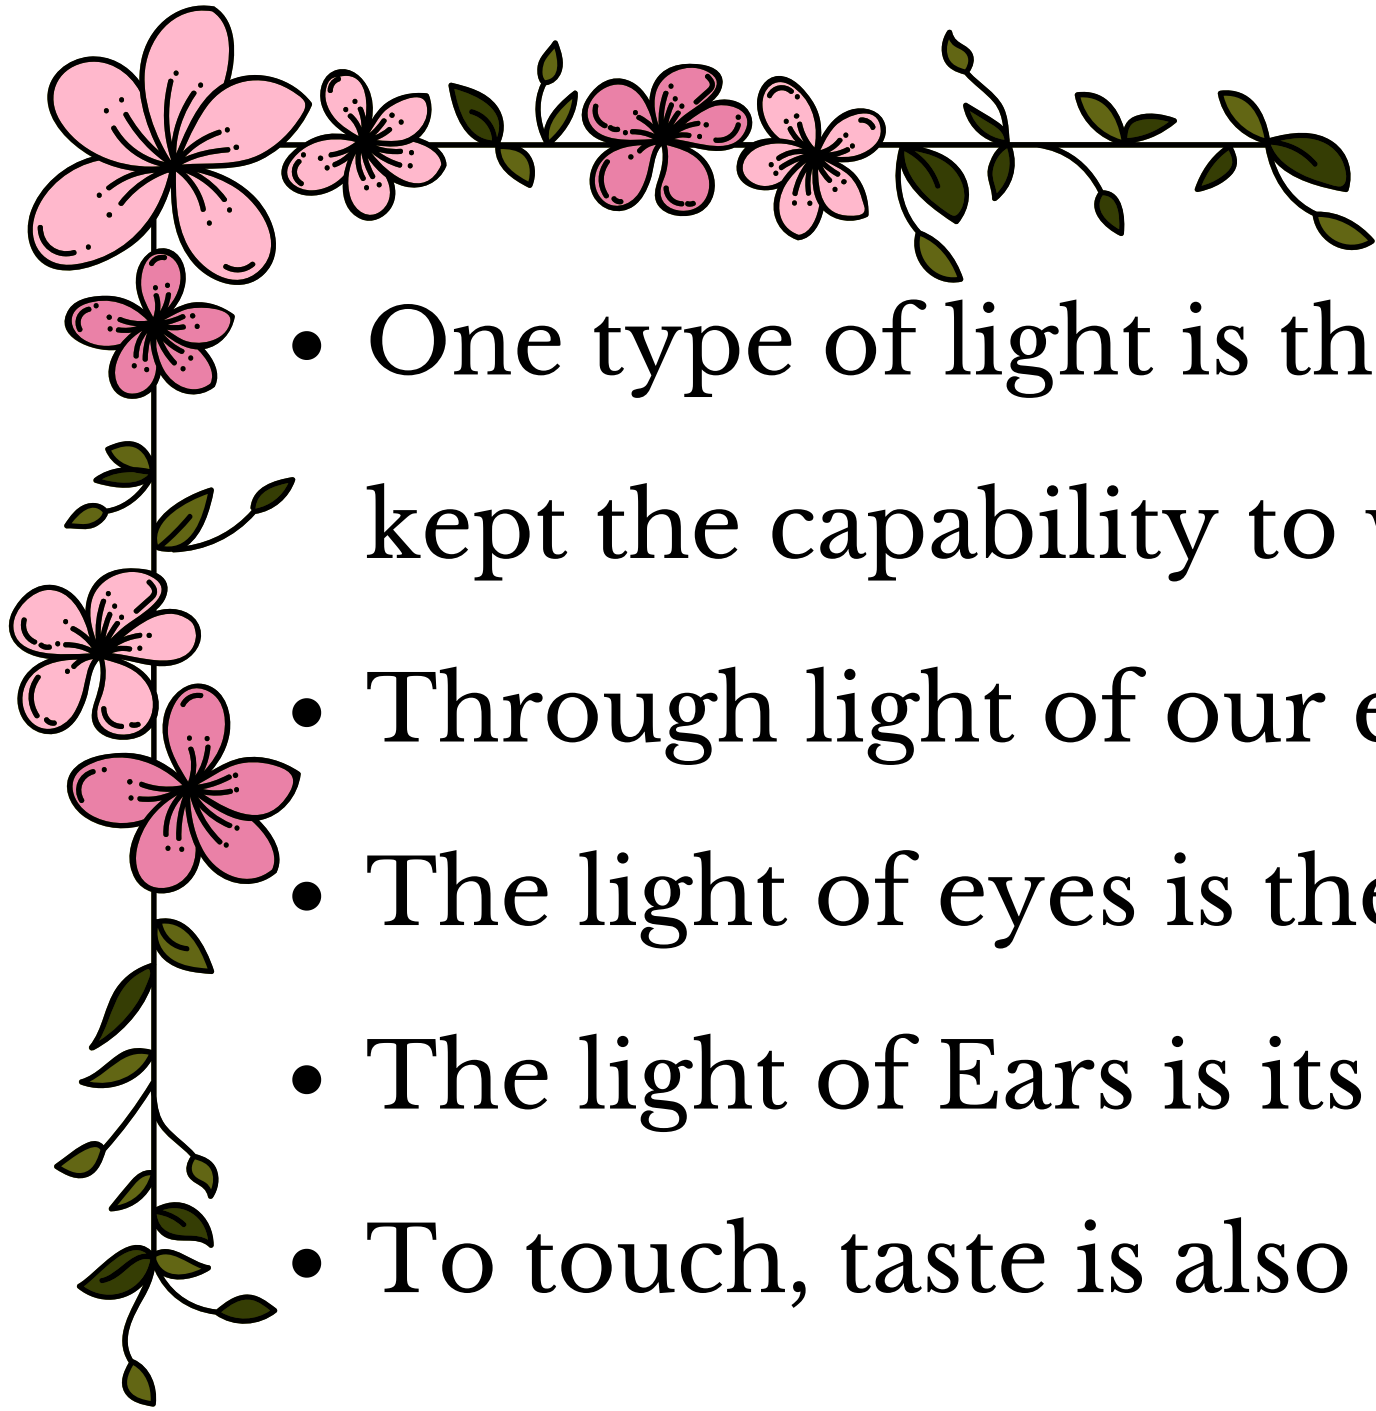 • One type of light is th
kept the capability to
• Through light of our
• The light of eyes is the
• The light of Ears is its
• To touch, taste is also